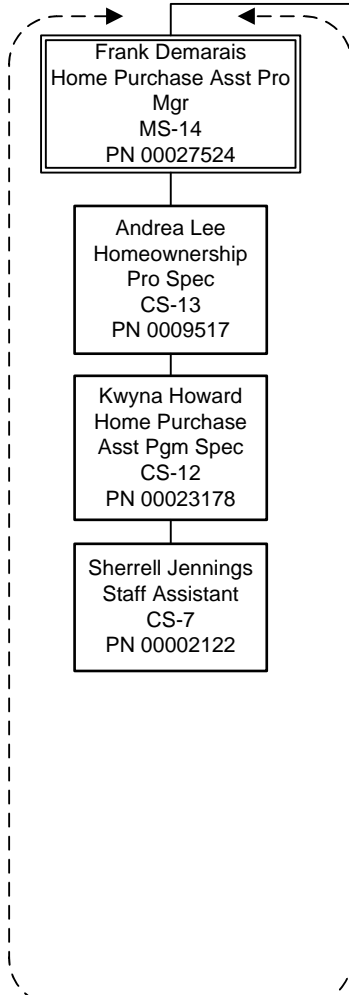 Frank Demarais
Home Purchase Asst Pro
Mgr
MS-14
PN 00027524
Andrea Lee
Homeownership
Pro Spec
CS-13
PN 0009517
Kwyna Howard
Home Purchase
Asst Pgm Spec
CS-12
PN 00023178
Sherrell Jennings
Staff Assistant
CS-7
PN 00002122